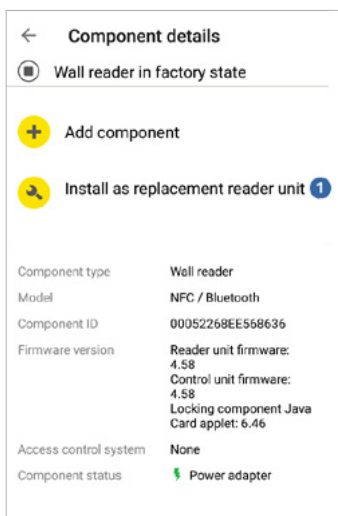 Component details
Wall reader in factory state
Add component
Install as replacement reader unit 1
Component type Wall reader
Model NFC / Bluetooth
Component ID 00052268EE568636
Firmware version Reader unit firmware:
4.58
Control unit firmware:
4.58
Locking component Java
Card applet: 6.46
Access control system None
Component status Power adapter